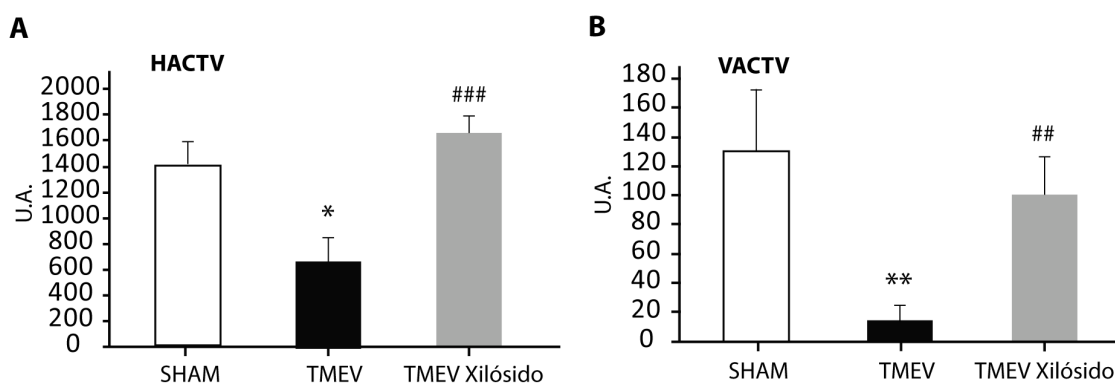 A
HACTV
2000
1800
1600
1400
1200
1000
800
600
400
200
0
U.A.
*
###
SHAM
TMEV
TMEV Xilósido
B
VACTV
180
160
140
120
100
80
60
40
20
0
U.A.
**
##
SHAM
TMEV
TMEV Xilósido